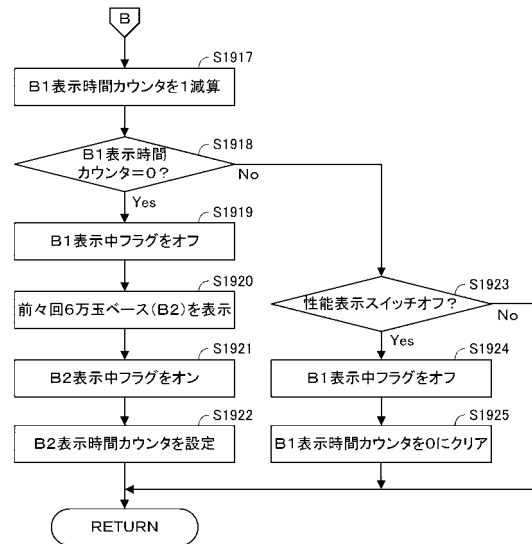 B
S1917
B1表示時間カウンタを1減算
S1918
B1表示時間
カウンタ=0?
No
Yes
S1919
B1表示中フラグをオフ
S1920
前々回6万玉ベース(B2)を表示
S1921
B2表示中フラグをオン
S1922
B2表示時間カウンタを設定
S1923
性能表示スイッチオフ?
No
Yes
S1924
B1表示中フラグをオフ
S1925
B1表示時間カウンタを0にクリア
RETURN